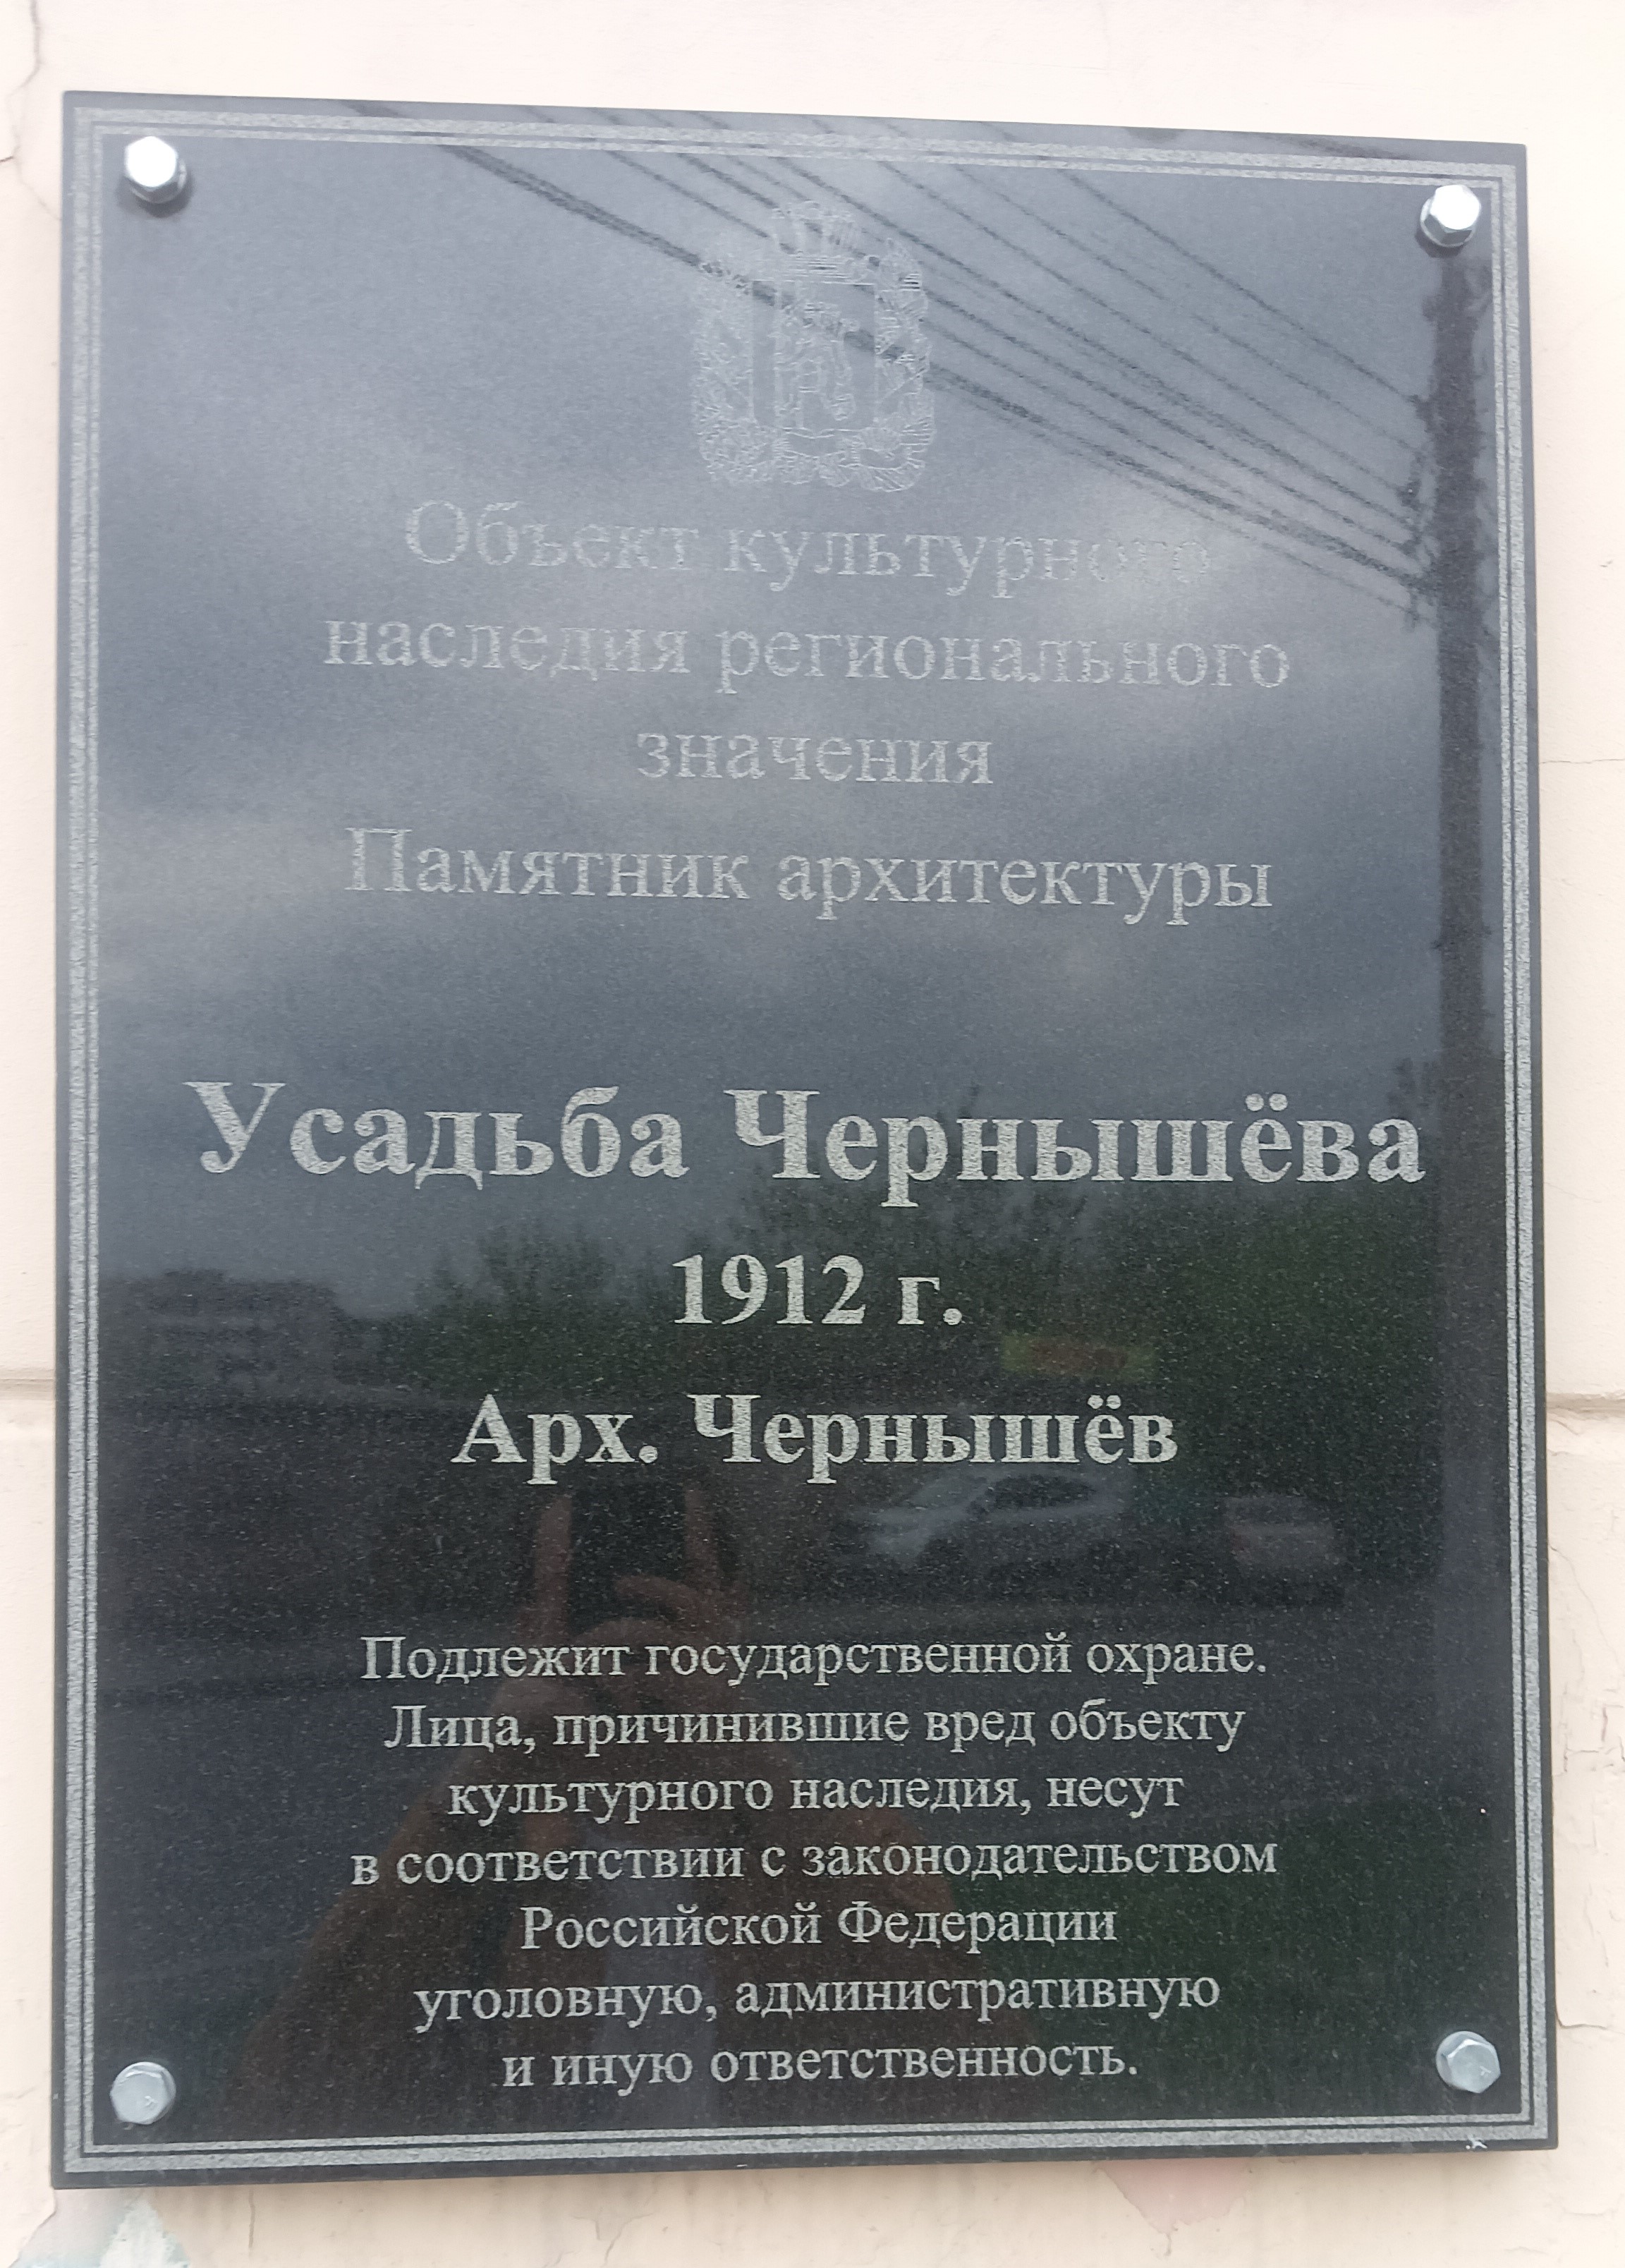 Объект культурного
наследия регионального
значения
Памятник архитектуры
Усадьба Чернышёва
1912 г.
Арх. Чернышёв
Подлежит государственной охране.
Лица, причинившие вред объекту
культурного наследия, несут
в соответствии с законодательством
Российской Федерации
уголовную, административную
и иную ответственность.